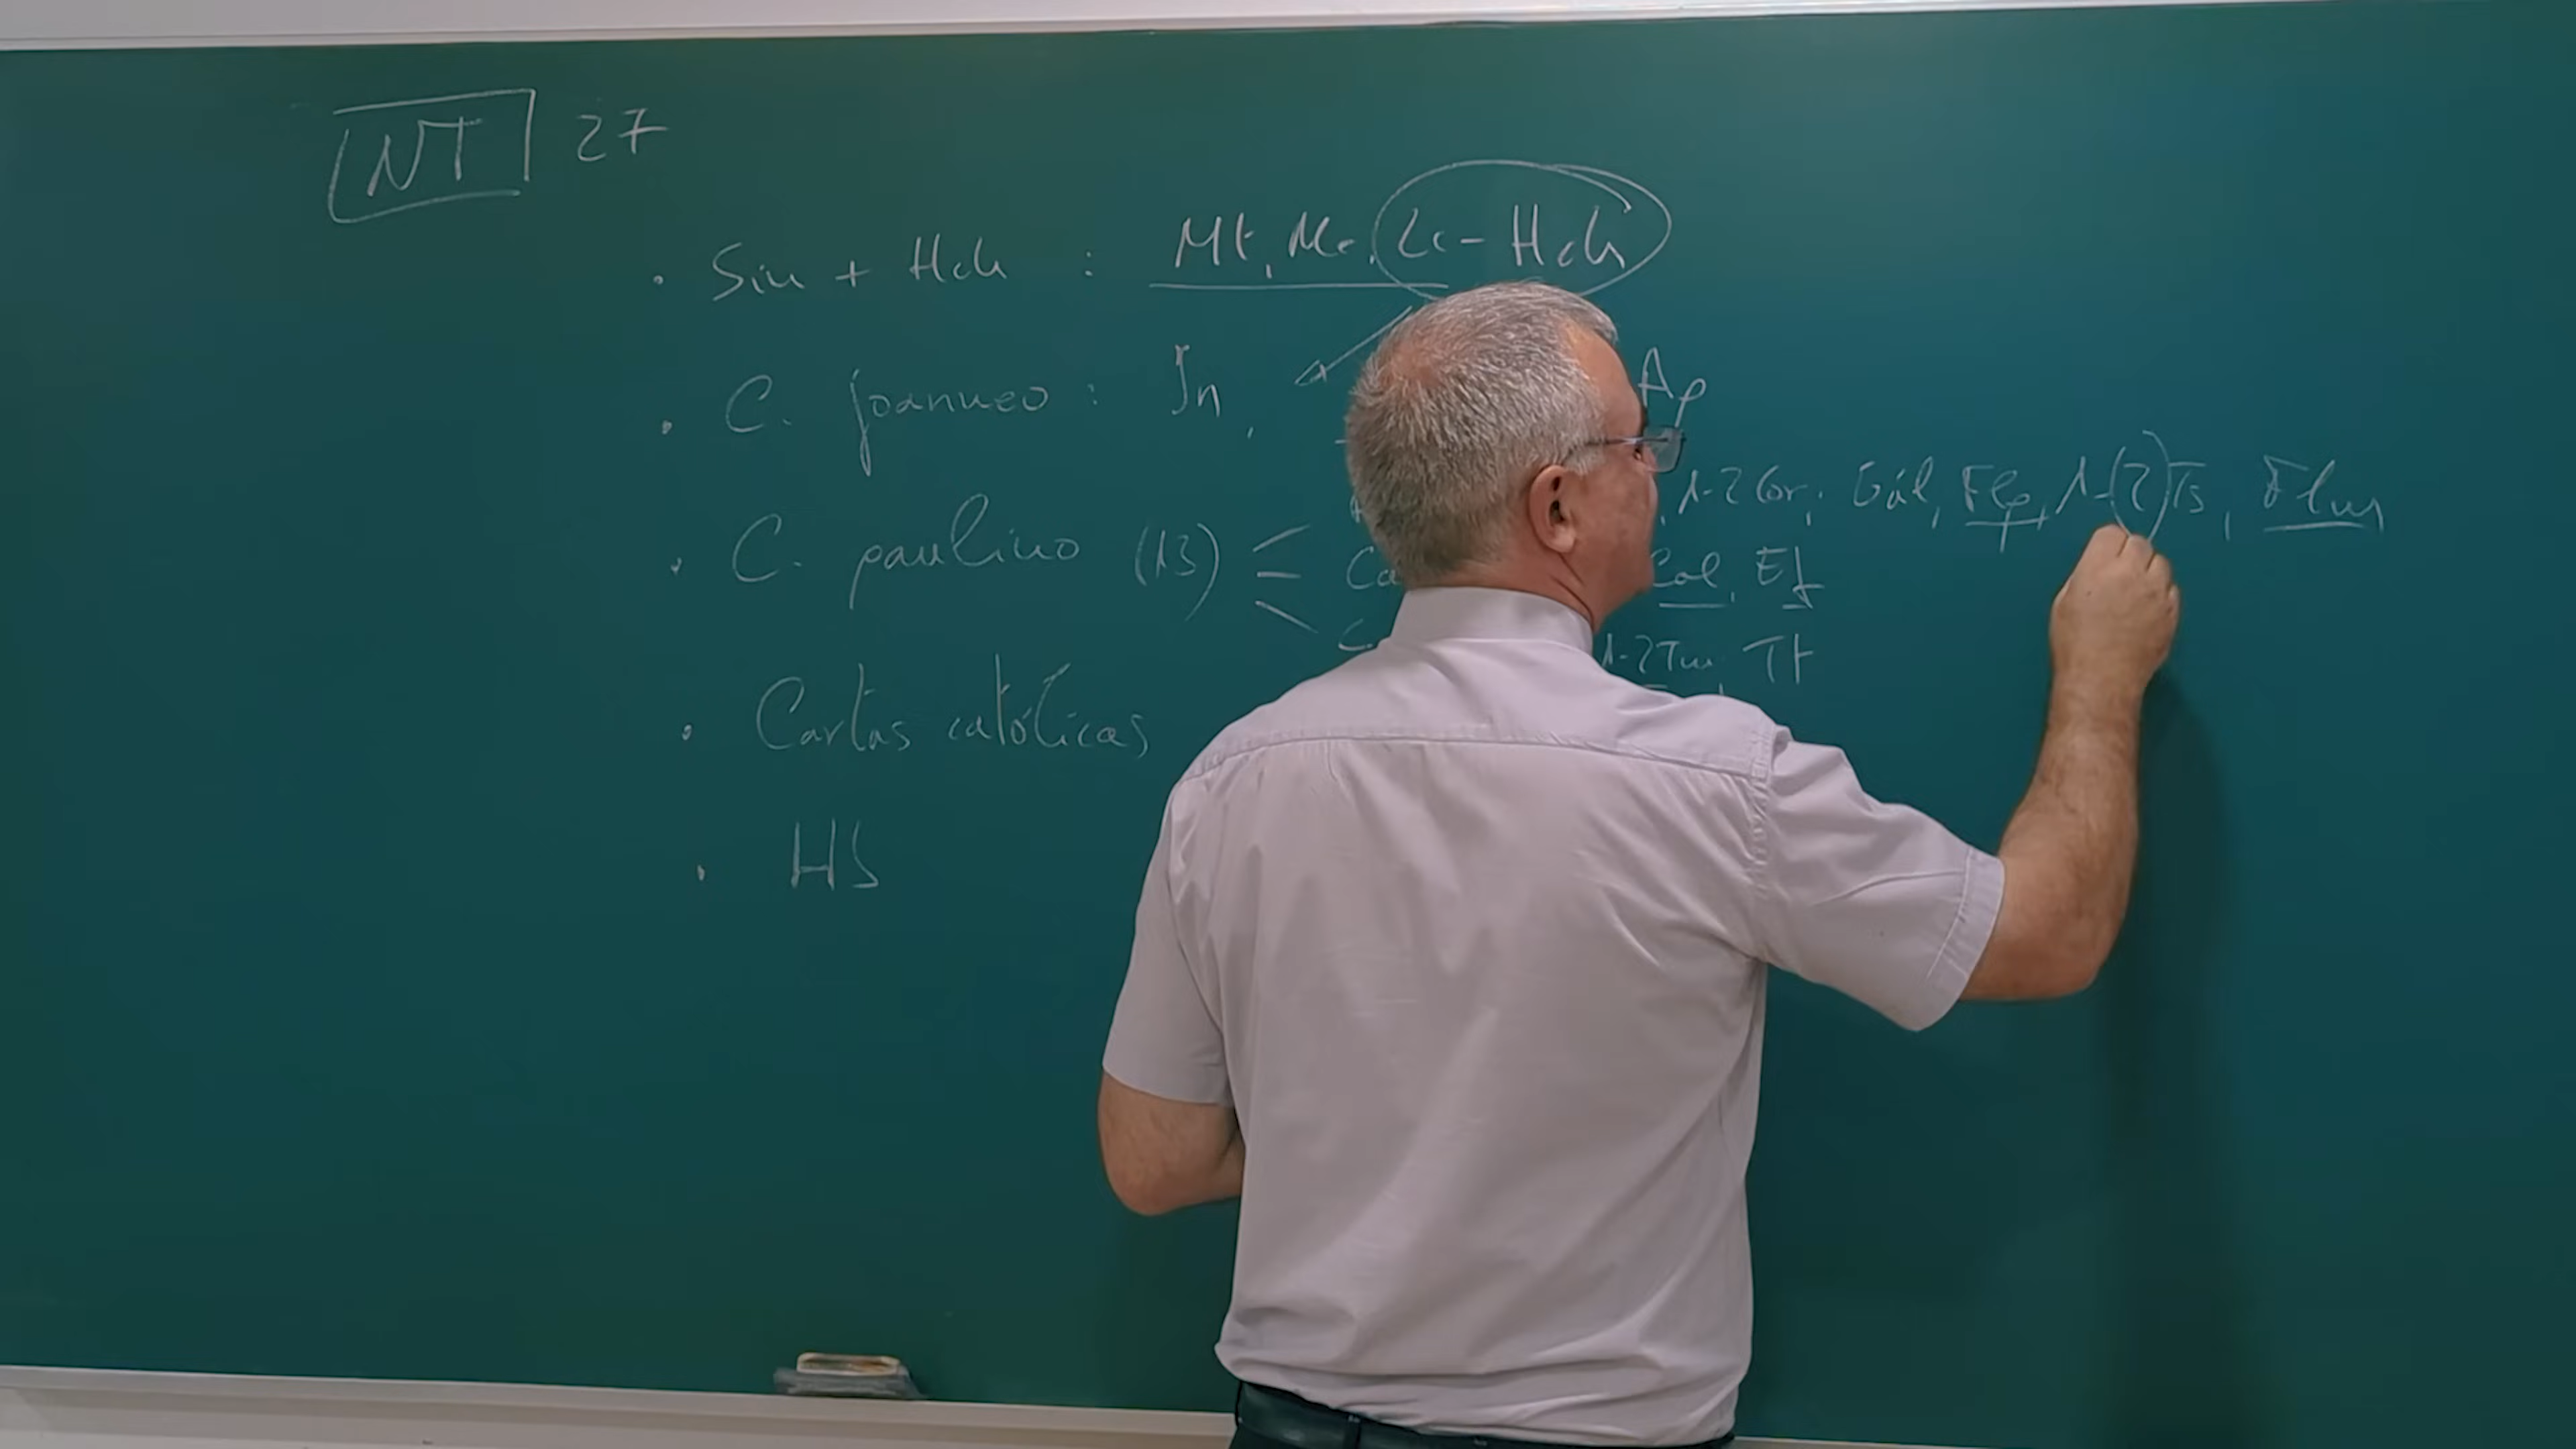 NT 27
· Sin + Hch : Mt, Mc, Lc - Hch
· C. joanneo : Jn, Ap
· C. paulino (13) , 1-2 Cor, Gál, Flp, 1-(2) Ts, Flm
Col, Ef
1-2 Tm, Tt
· Cartas católicas
· HS